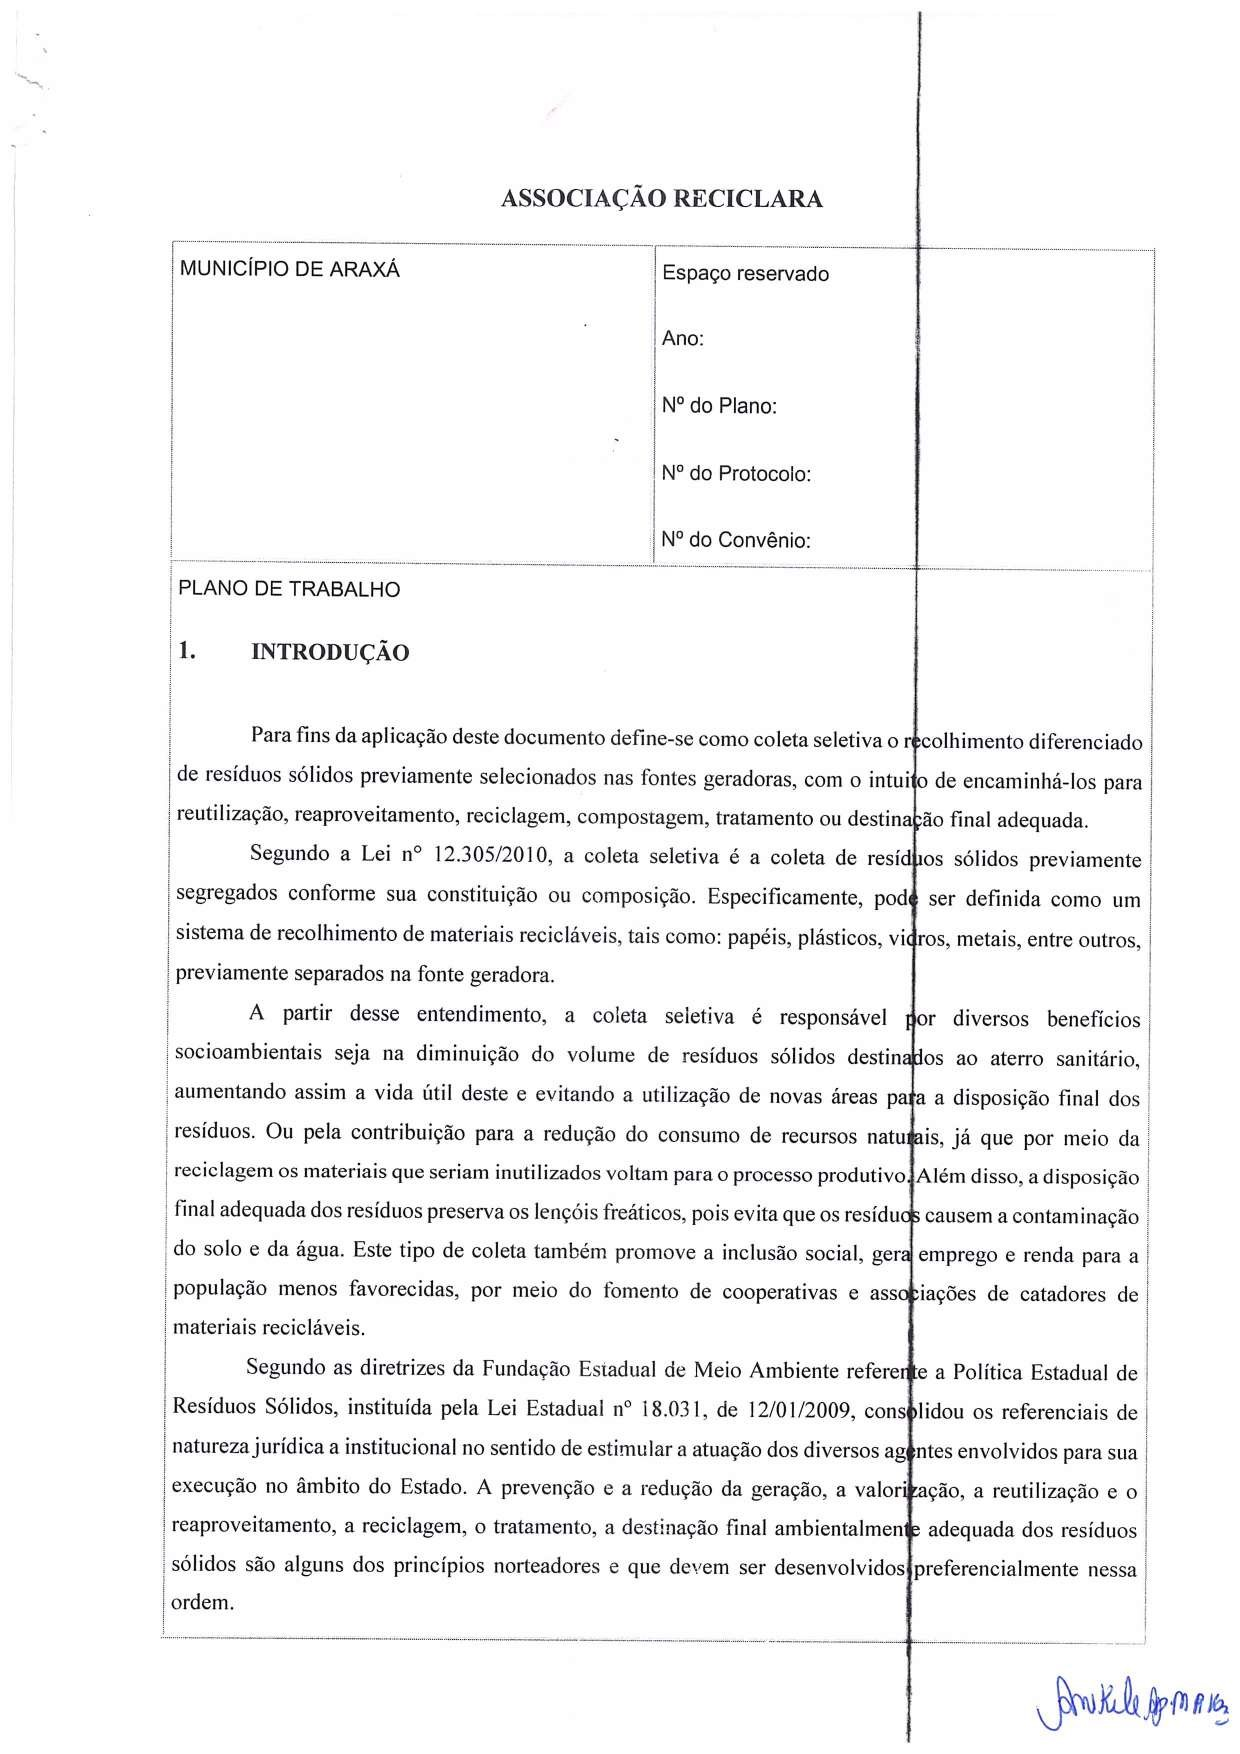 ASSOCIAÇÃO RECICLARA
MUNICÍPIO DE ARAXÁ
Espaço reservado
Ano:
Nº do Plano:
Nº do Protocolo:
Nº do Convênio:
PLANO DE TRABALHO
1. INTRODUÇÃO
Para fins da aplicação deste documento define-se como coleta seletiva o recolhimento diferenciado
de resíduos sólidos previamente selecionados nas fontes geradoras, com o intuito de encaminhá-los para
reutilização, reaproveitamento, reciclagem, compostagem, tratamento ou destinação final adequada.
Segundo a Lei nº 12.305/2010, a coleta seletiva é a coleta de resíduos sólidos previamente
segregados conforme sua constituição ou composição. Especificamente, pode ser definida como um
sistema de recolhimento de materiais recicláveis, tais como: papéis, plásticos, vidros, metais, entre outros,
previamente separados na fonte geradora.
A partir desse entendimento, a coleta seletiva é responsável por diversos benefícios
socioambientais seja na diminuição do volume de resíduos sólidos destinados ao aterro sanitário,
aumentando assim a vida útil deste e evitando a utilização de novas áreas para a disposição final dos
resíduos. Ou pela contribuição para a redução do consumo de recursos naturais, já que por meio da
reciclagem os materiais que seriam inutilizados voltam para o processo produtivo. Além disso, a disposição
final adequada dos resíduos preserva os lençóis freáticos, pois evita que os resíduos causem a contaminação
do solo e da água. Este tipo de coleta também promove a inclusão social, gera emprego e renda para a
população menos favorecidas, por meio do fomento de cooperativas e associações de catadores de
materiais recicláveis.
Segundo as diretrizes da Fundação Estadual de Meio Ambiente referente a Política Estadual de
Resíduos Sólidos, instituída pela Lei Estadual nº 18.031, de 12/01/2009, consolidou os referenciais de
natureza jurídica a institucional no sentido de estimular a atuação dos diversos agentes envolvidos para sua
execução no âmbito do Estado. A prevenção e a redução da geração, a valorização, a reutilização e o
reaproveitamento, a reciclagem, o tratamento, a destinação final ambientalmente adequada dos resíduos
sólidos são alguns dos princípios norteadores e que devem ser desenvolvidos preferencialmente nessa
ordem.